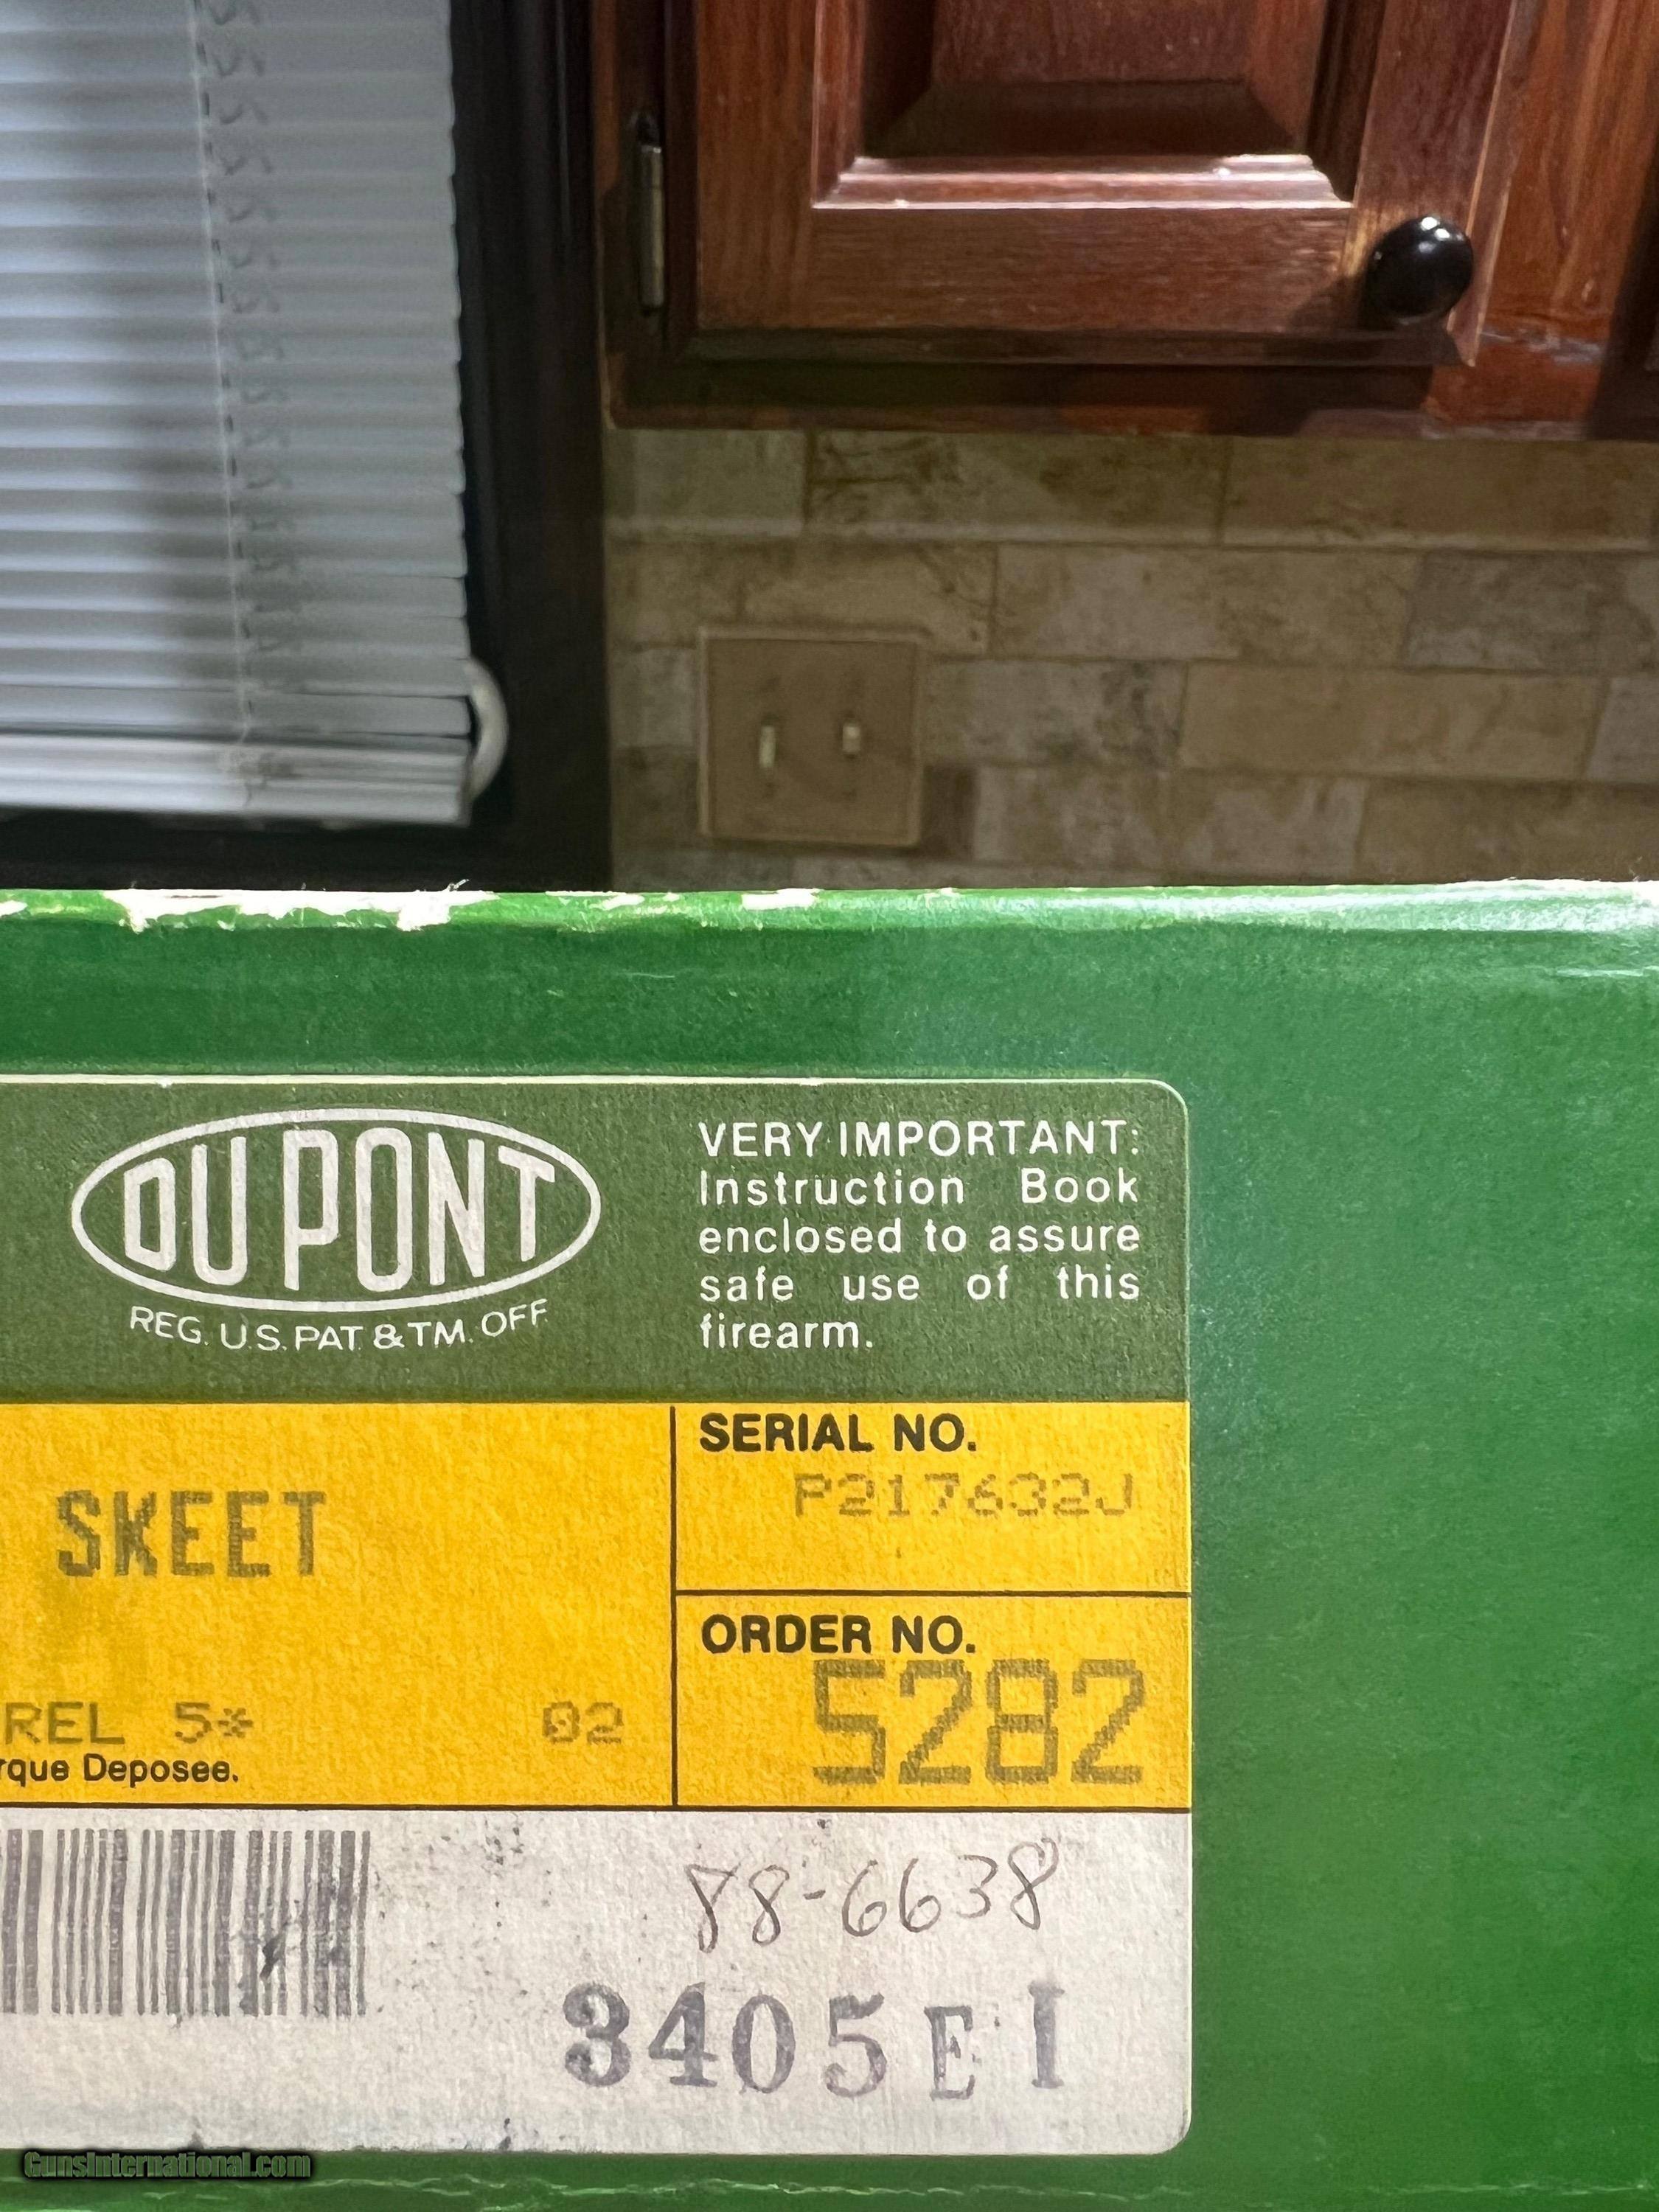 DU PONT
REG. U.S. PAT. & TM. OFF.
VERY IMPORTANT:
Instruction Book
enclosed to assure
safe use of this
firearm.
SKEET
SERIAL NO.
P217632J
ORDER NO.
5282
REL 5* 02
rque Deposee.
88-6638
3405 E I
GunsInternational.com